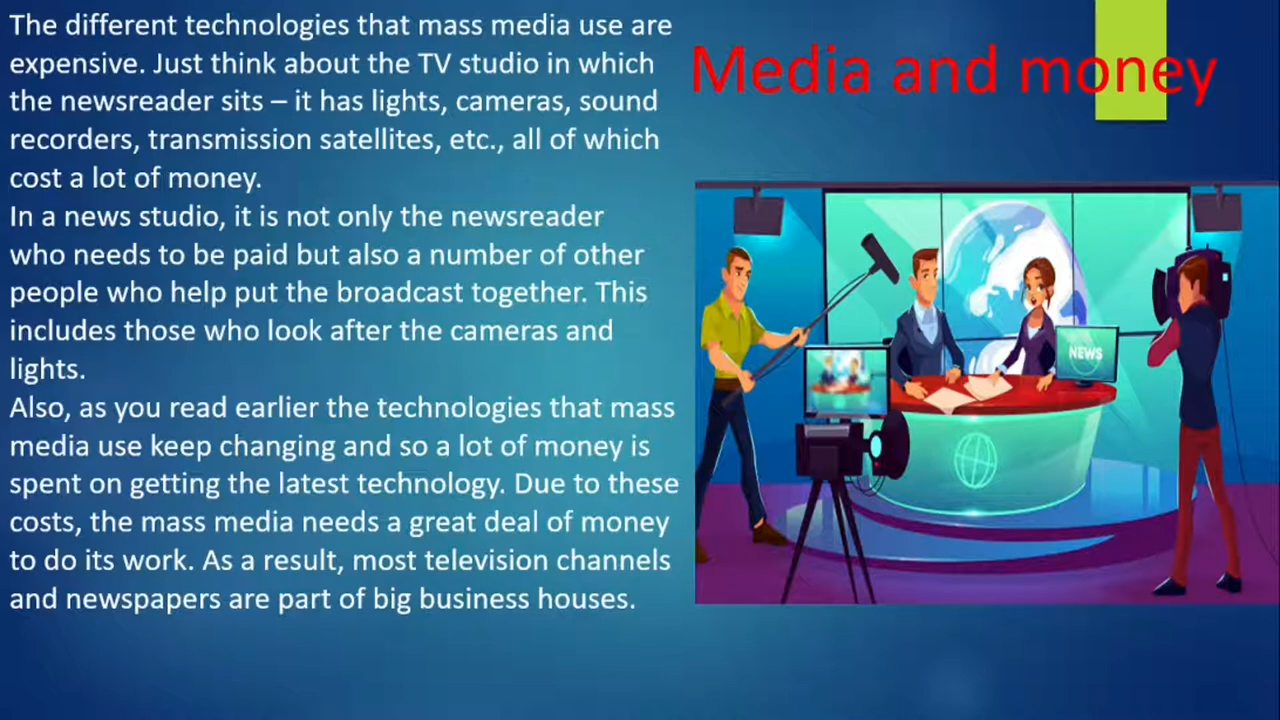 The different technologies that mass media use are
expensive. Just think about the TV studio in which
the newsreader sits – it has lights, cameras, sound
recorders, transmission satellites, etc., all of which
cost a lot of money.
In a news studio, it is not only the newsreader
who needs to be paid but also a number of other
people who help put the broadcast together. This
includes those who look after the cameras and
lights.
Also, as you read earlier the technologies that mass
media use keep changing and so a lot of money is
spent on getting the latest technology. Due to these
costs, the mass media needs a great deal of money
to do its work. As a result, most television channels
and newspapers are part of big business houses.
Media and money
NEWS